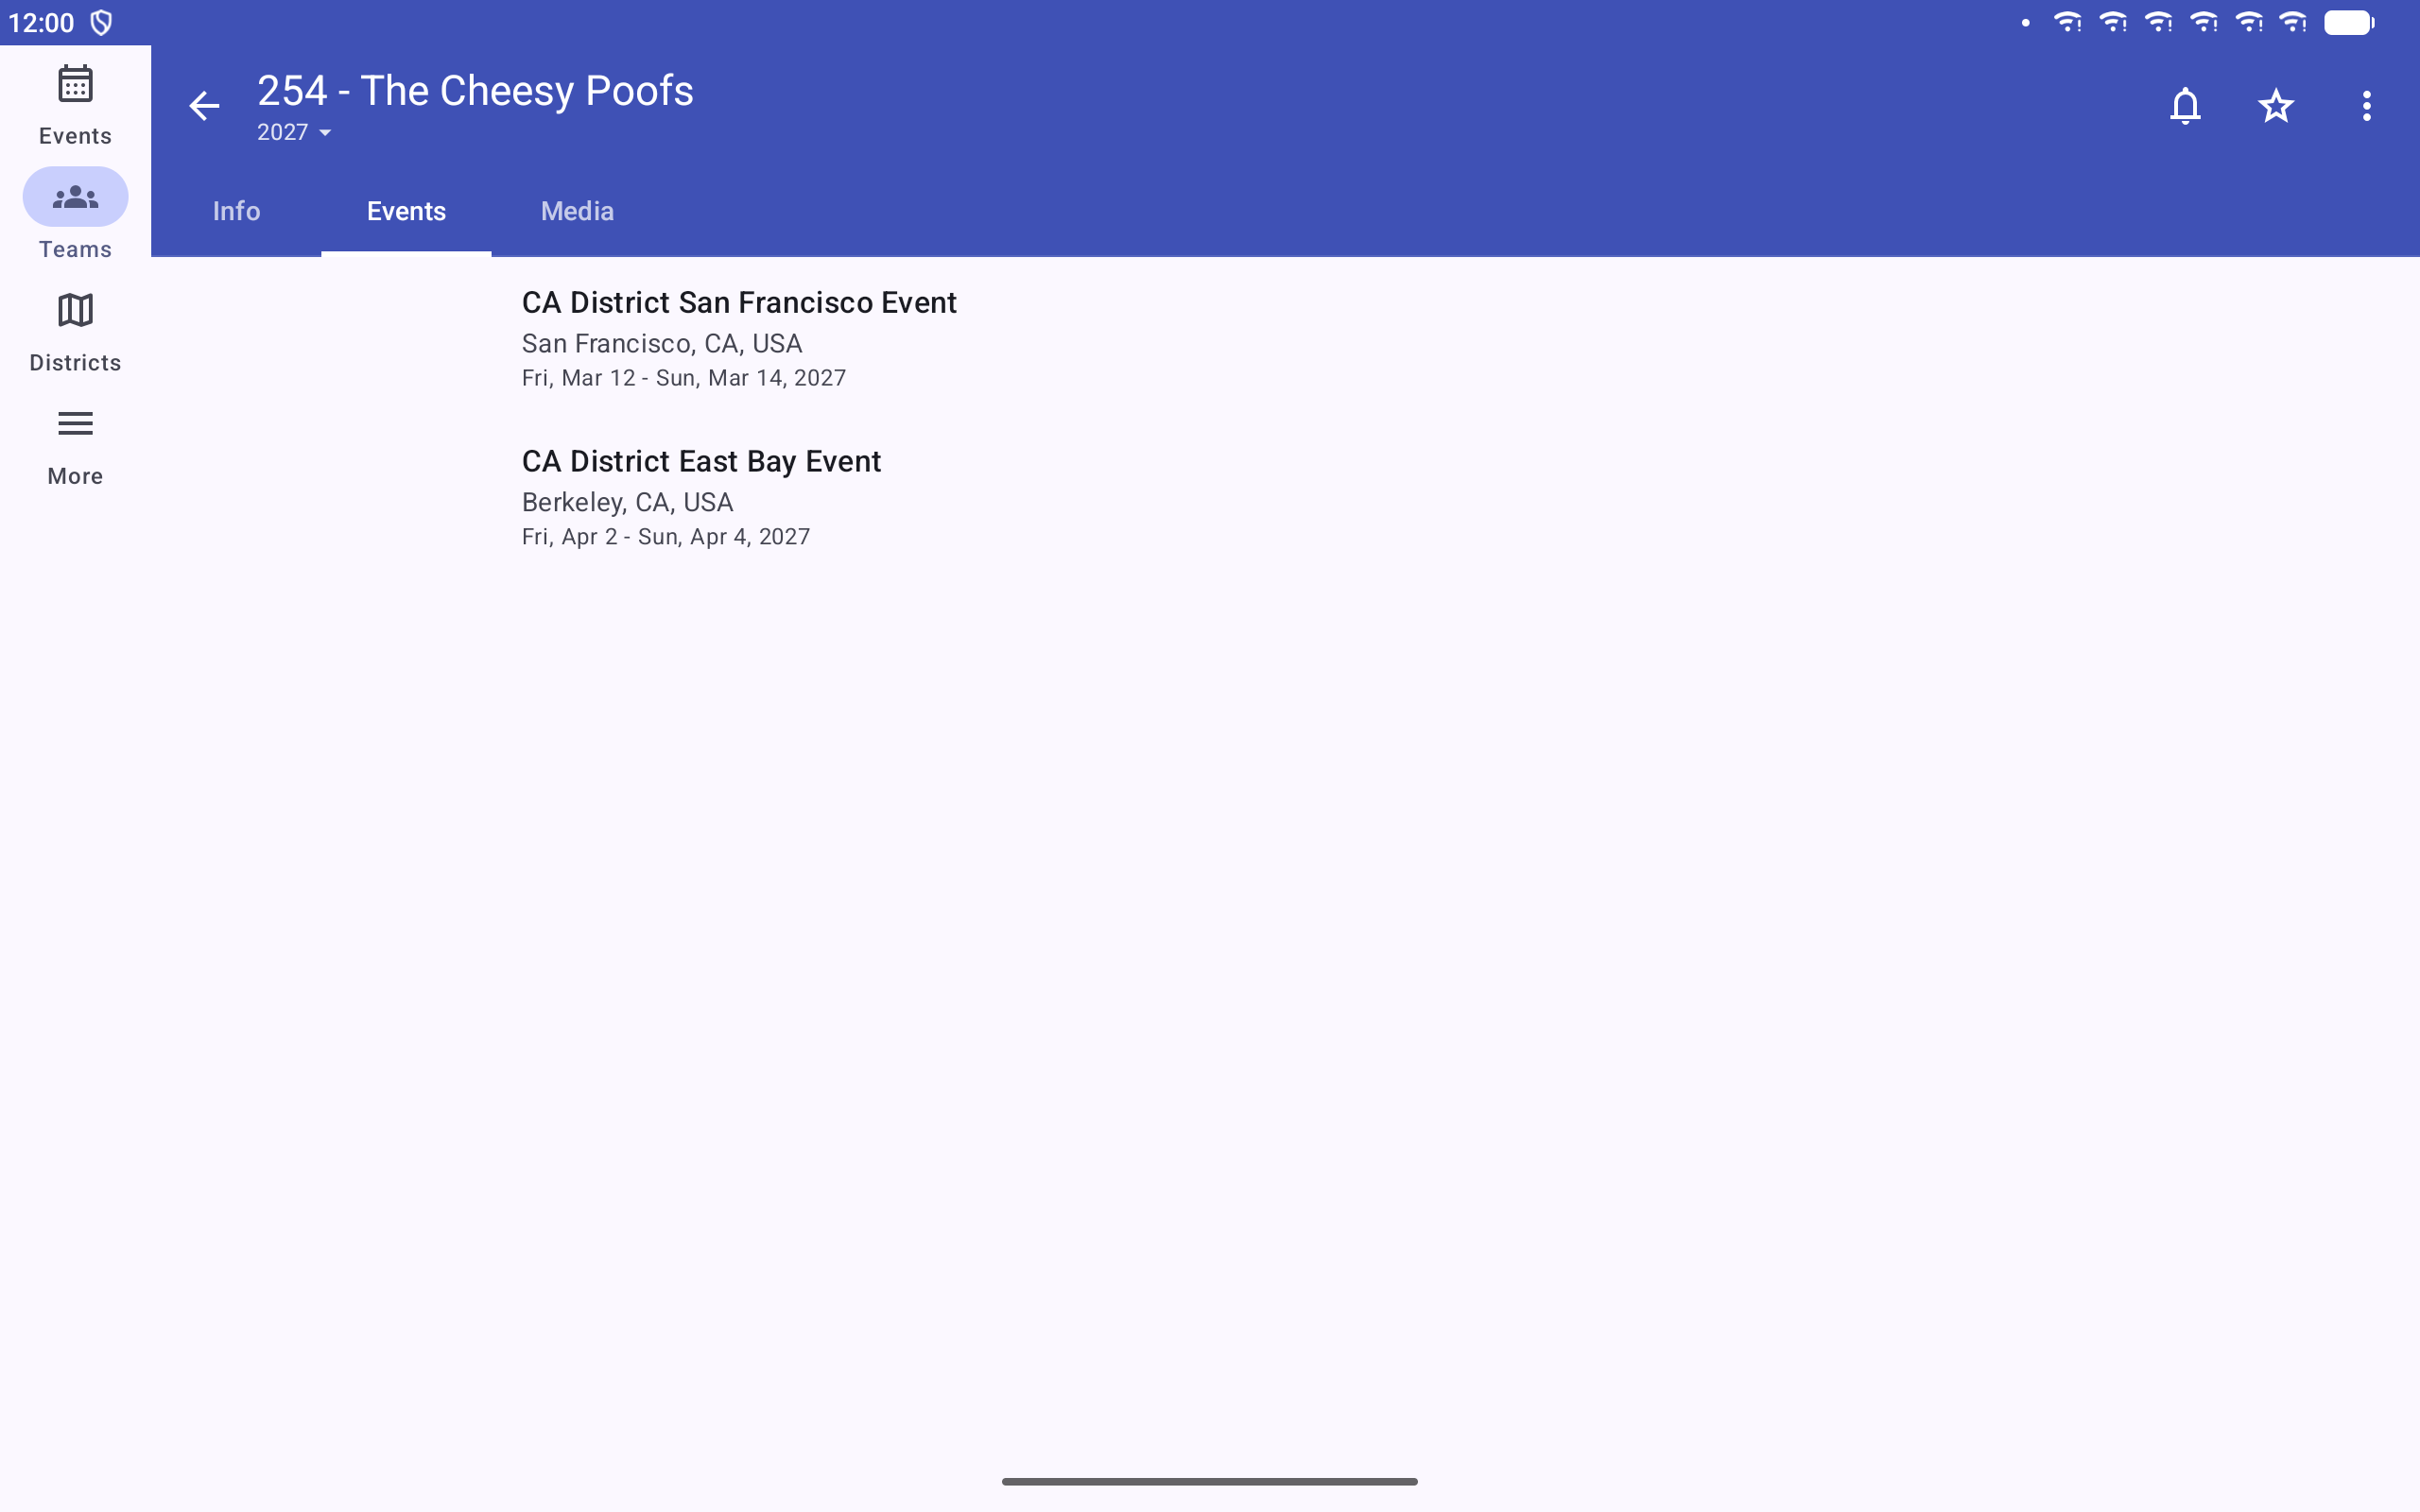 12:00
Events
Teams
Districts
More
254 - The Cheesy Poofs
2027
Info
Events
Media
CA District San Francisco Event
San Francisco, CA, USA
Fri, Mar 12 - Sun, Mar 14, 2027
CA District East Bay Event
Berkeley, CA, USA
Fri, Apr 2 - Sun, Apr 4, 2027